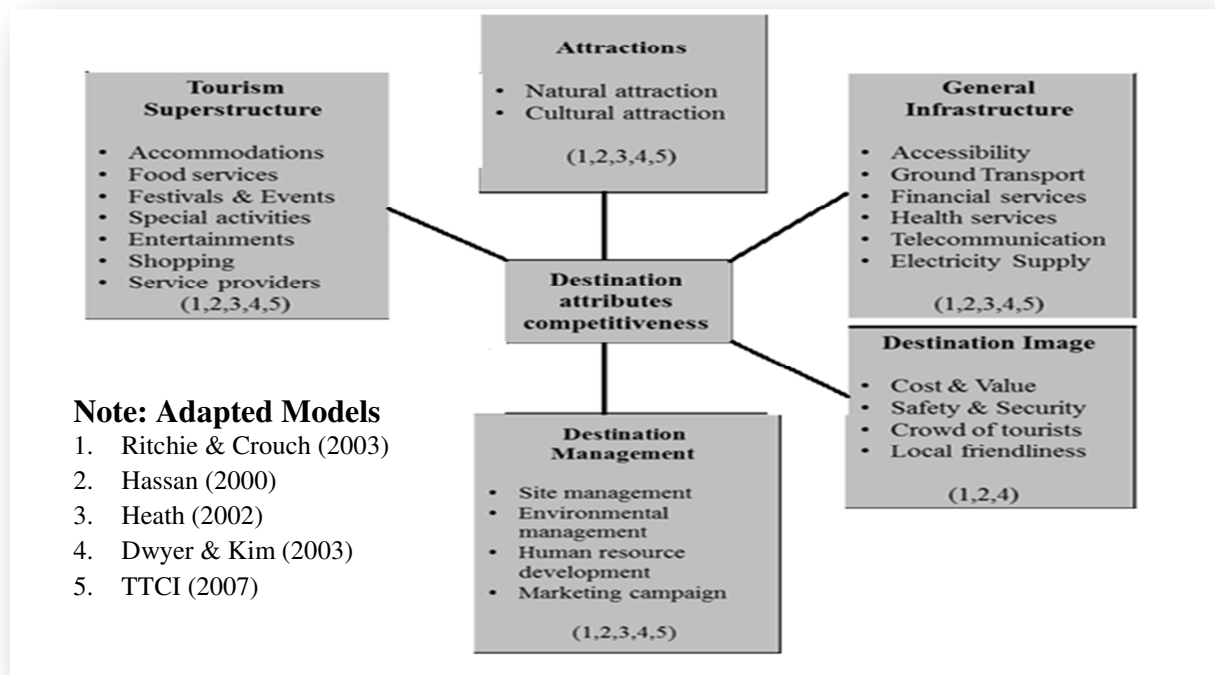 Attractions
• Natural attraction
• Cultural attraction
(1,2,3,4,5)
Tourism
Superstructure
• Accommodations
• Food services
• Festivals & Events
• Special activities
• Entertainments
• Shopping
• Service providers
(1,2,3,4,5)
General
Infrastructure
• Accessibility
• Ground Transport
• Financial services
• Health services
• Telecommunication
• Electricity Supply
(1,2,3,4,5)
Destination
attributes
competitiveness
Destination Image
• Cost & Value
• Safety & Security
• Crowd of tourists
• Local friendliness
(1,2,4)
Destination
Management
• Site management
• Environmental
management
• Human resource
development
• Marketing campaign
(1,2,3,4,5)
Note: Adapted Models
1. Ritchie & Crouch (2003)
2. Hassan (2000)
3. Heath (2002)
4. Dwyer & Kim (2003)
5. TTCI (2007)